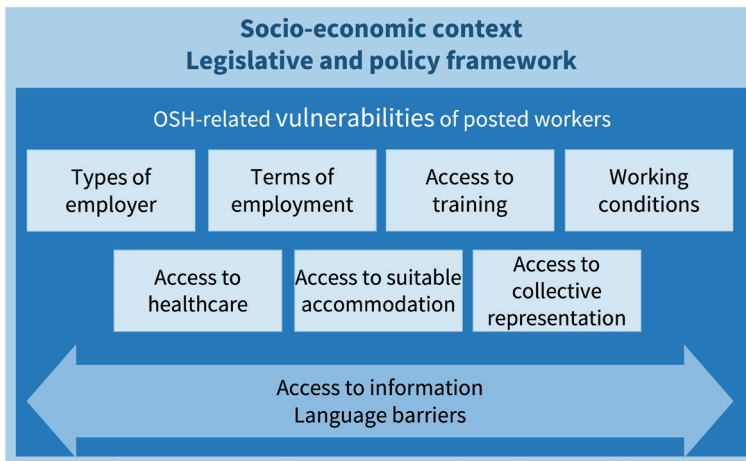 Socio-economic context
Legislative and policy framework
OSH-related vulnerabilities of posted workers
Types of
employer
Terms of
employment
Access to
training
Working
conditions
Access to
healthcare
Access to suitable
accommodation
Access to
collective
representation
Access to information
Language barriers